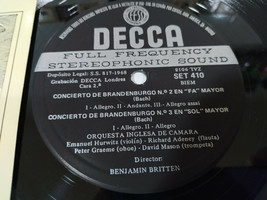 DECCA
FULL FREQUENCY
STEREOPHONIC SOUND
Depósito Legal: S.S. 817-1968
Grabación DECCA Londres
Cara 2.ª
SET 410
BIEM
CONCIERTO DE BRANDENBURGO N.º 2 EN "FA" MAYOR
(Bach)
I - Allegro. II - Andante. III - Allegro assai
CONCIERTO DE BRANDENBURGO N.º 3 EN "SOL" MAYOR
(Bach)
I - Allegro. II - Allegro
ORQUESTA INGLESA DE CAMARA
Emanuel Hurwitz (violín) - Richard Adeney (flauta)
Peter Graeme (oboe) - David Mason (trompeta)
Director:
BENJAMIN BRITTEN